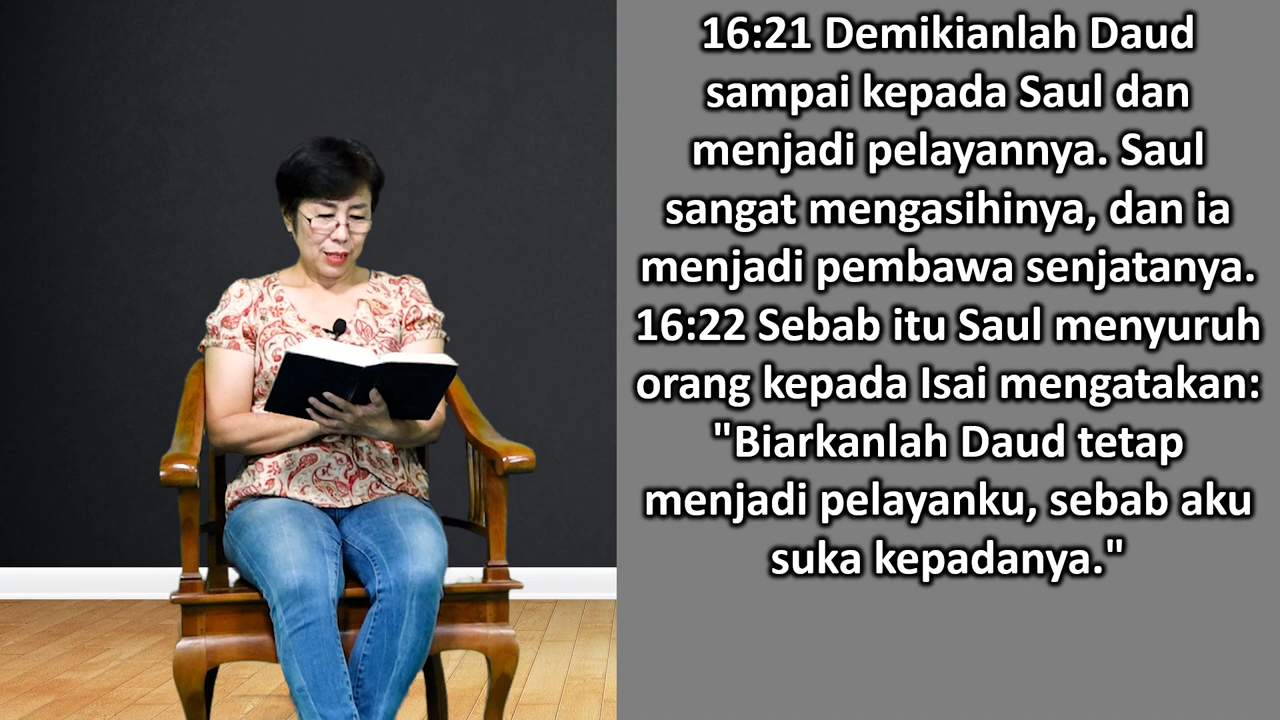 16:21 Demikianlah Daud
sampai kepada Saul dan
menjadi pelayannya. Saul
sangat mengasihinya, dan ia
menjadi pembawa senjatanya.
16:22 Sebab itu Saul menyuruh
orang kepada Isai mengatakan:
"Biarkanlah Daud tetap
menjadi pelayanku, sebab aku
suka kepadanya."